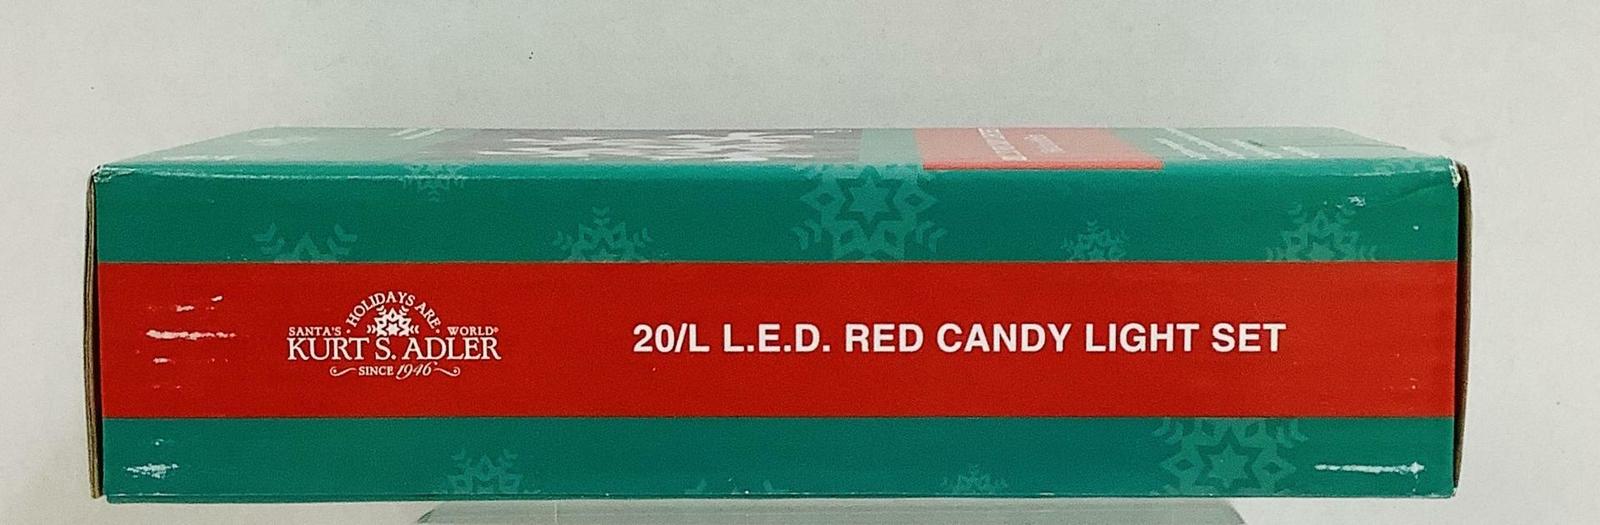 HOLIDAYS ARE
SANTA'S WORLD®
KURT S. ADLER
SINCE 1946
20/L L.E.D. RED CANDY LIGHT SET